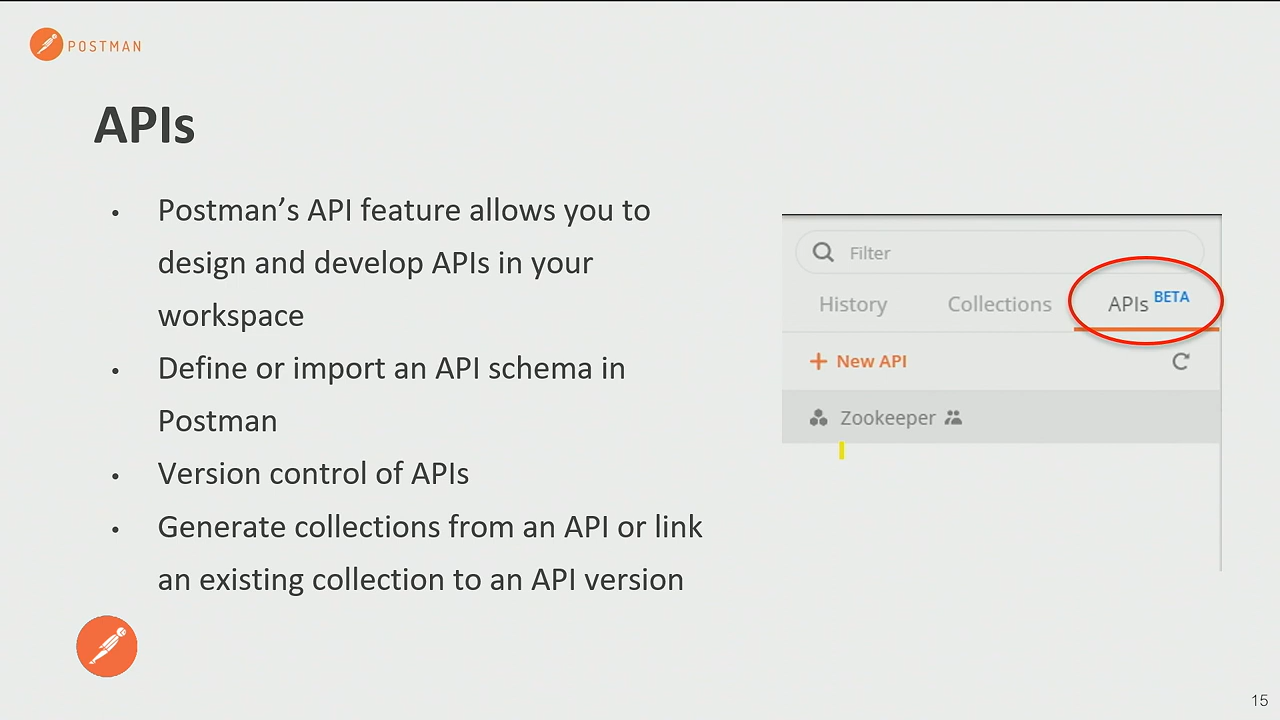 POSTMAN
APIs
• Postman’s API feature allows you to
design and develop APIs in your
workspace
• Define or import an API schema in
Postman
• Version control of APIs
• Generate collections from an API or link
an existing collection to an API version
Filter
History Collections APIs BETA
+ New API
Zookeeper
15